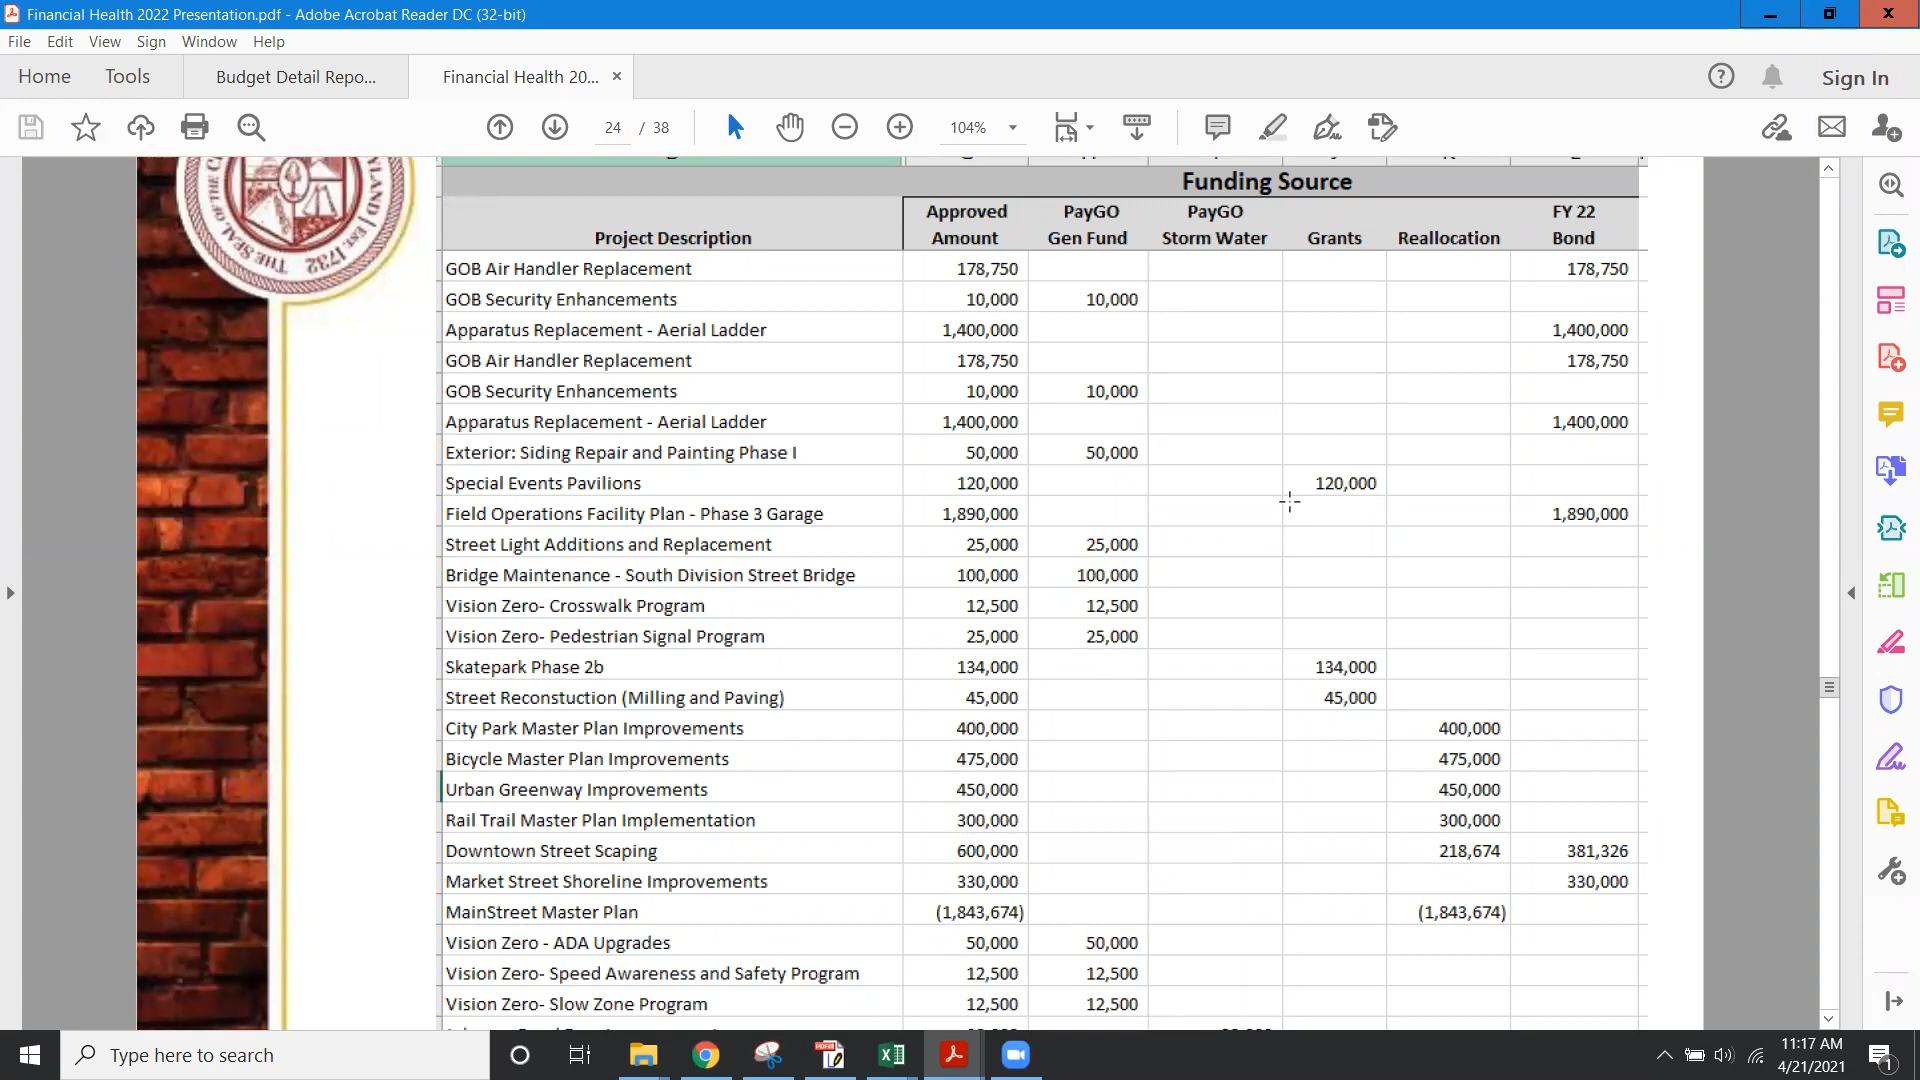 Financial Health 2022 Presentation.pdf - Adobe Acrobat Reader DC (32-bit)
File Edit View Sign Window Help
Home Tools Budget Detail Repo... Financial Health 20... × Sign In
24 / 38 104%
Funding Source
Project Description Approved Amount PayGO Gen Fund PayGO Storm Water Grants Reallocation FY 22 Bond
GOB Air Handler Replacement 178,750 178,750
GOB Security Enhancements 10,000 10,000
Apparatus Replacement - Aerial Ladder 1,400,000 1,400,000
GOB Air Handler Replacement 178,750 178,750
GOB Security Enhancements 10,000 10,000
Apparatus Replacement - Aerial Ladder 1,400,000 1,400,000
Exterior: Siding Repair and Painting Phase I 50,000 50,000
Special Events Pavilions 120,000 120,000
Field Operations Facility Plan - Phase 3 Garage 1,890,000 1,890,000
Street Light Additions and Replacement 25,000 25,000
Bridge Maintenance - South Division Street Bridge 100,000 100,000
Vision Zero- Crosswalk Program 12,500 12,500
Vision Zero- Pedestrian Signal Program 25,000 25,000
Skatepark Phase 2b 134,000 134,000
Street Reconstuction (Milling and Paving) 45,000 45,000
City Park Master Plan Improvements 400,000 400,000
Bicycle Master Plan Improvements 475,000 475,000
Urban Greenway Improvements 450,000 450,000
Rail Trail Master Plan Implementation 300,000 300,000
Downtown Street Scaping 600,000 218,674 381,326
Market Street Shoreline Improvements 330,000 330,000
MainStreet Master Plan (1,843,674) (1,843,674)
Vision Zero - ADA Upgrades 50,000 50,000
Vision Zero- Speed Awareness and Safety Program 12,500 12,500
Vision Zero- Slow Zone Program 12,500 12,500
THE SEAL OF THE
EST. 1732
Type here to search
11:17 AM
4/21/2021
1